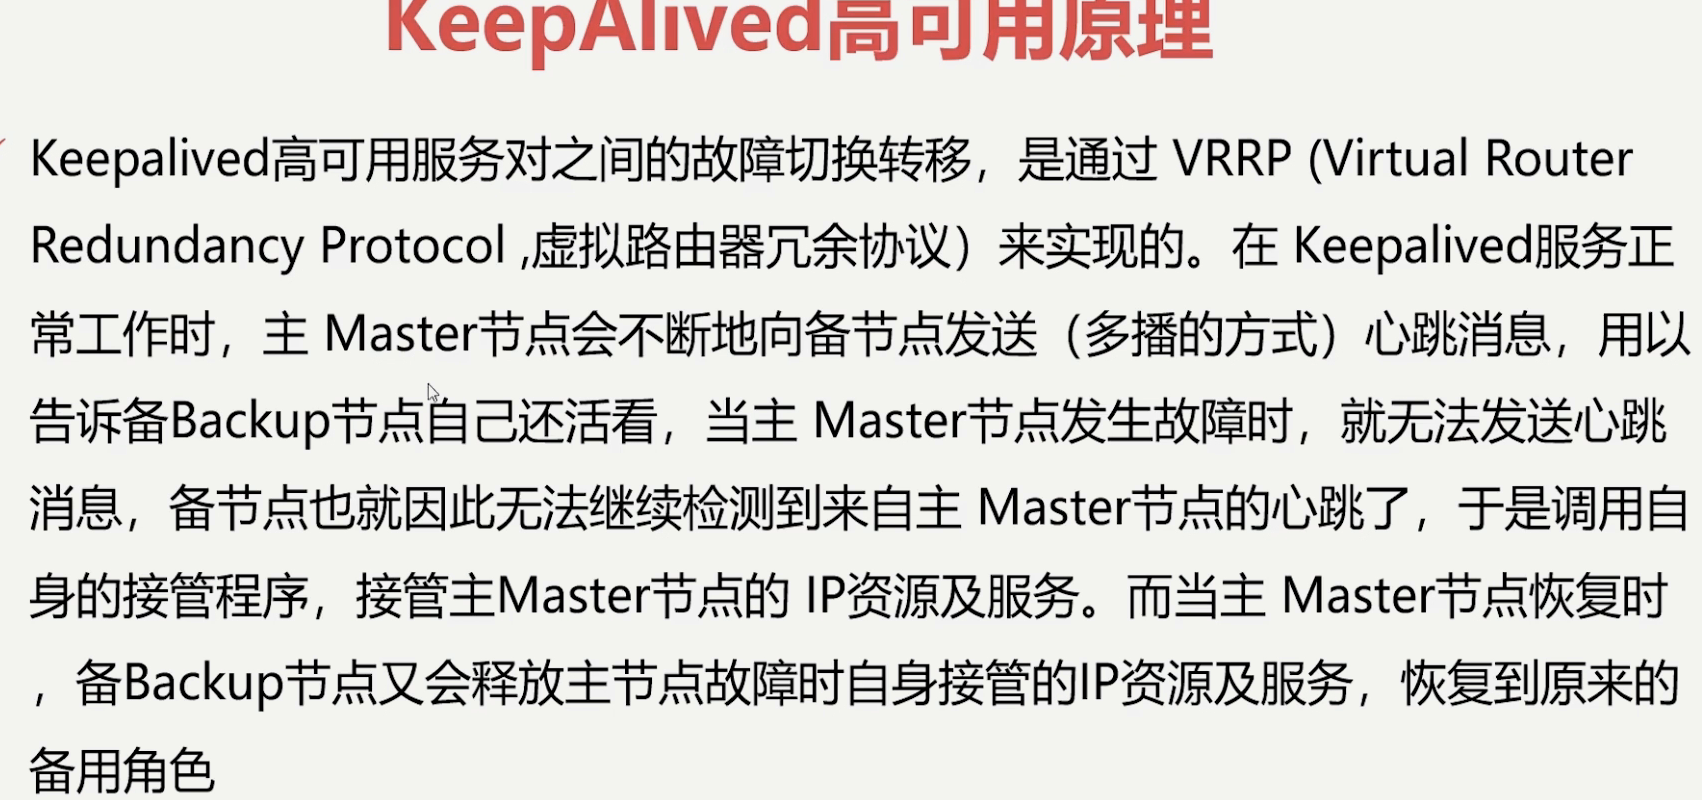 KeepAlived高可用原理
Keepalived高可用服务对之间的故障切换转移，是通过 VRRP (Virtual Router
Redundancy Protocol ,虚拟路由器冗余协议）来实现的。在 Keepalived服务正
常工作时，主 Master节点会不断地向备节点发送（多播的方式）心跳消息，用以
告诉备Backup节点自己还活看，当主 Master节点发生故障时，就无法发送心跳
消息，备节点也就因此无法继续检测到来自主 Master节点的心跳了，于是调用自
身的接管程序，接管主Master节点的 IP资源及服务。而当主 Master节点恢复时
，备Backup节点又会释放主节点故障时自身接管的IP资源及服务，恢复到原来的
备用角色